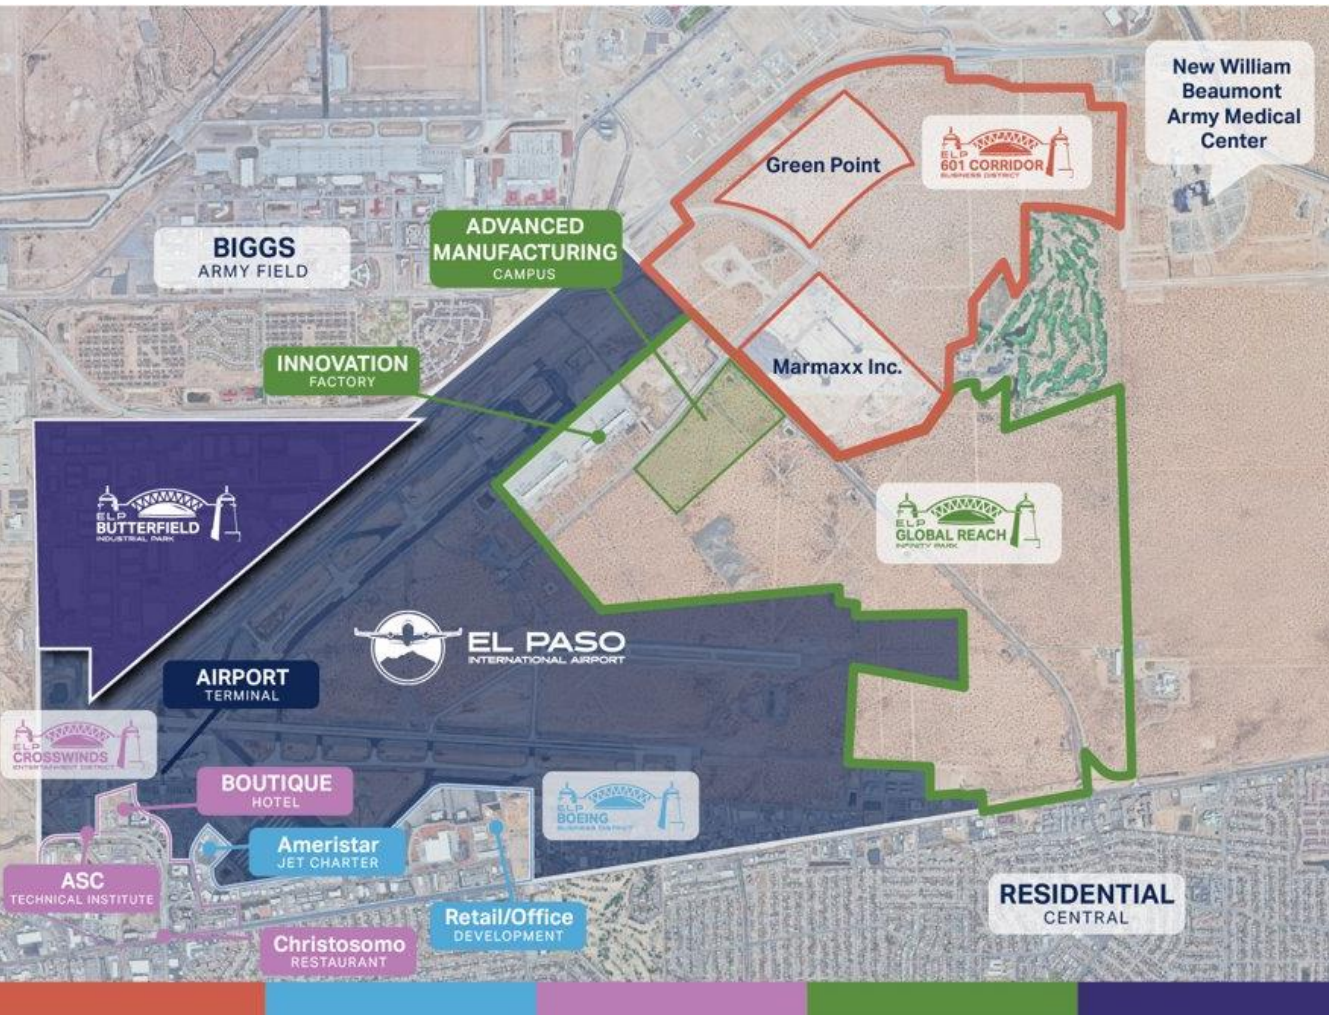 New William
Beaumont
Army Medical
Center
Green Point
ELP
601 CORRIDOR
BUSINESS DISTRICT
ADVANCED
MANUFACTURING
CAMPUS
BIGGS
ARMY FIELD
INNOVATION
FACTORY
Marmaxx Inc.
ELP
BUTTERFIELD
INDUSTRIAL PARK
ELP
GLOBAL REACH
INFINITY PARK
EL PASO
INTERNATIONAL AIRPORT
AIRPORT
TERMINAL
ELP
CROSSWINDS
ENTERTAINMENT DISTRICT
BOUTIQUE
HOTEL
ELP
BOEING
BUSINESS DISTRICT
Ameristar
JET CHARTER
ASC
TECHNICAL INSTITUTE
RESIDENTIAL
CENTRAL
Retail/Office
DEVELOPMENT
Christosomo
RESTAURANT